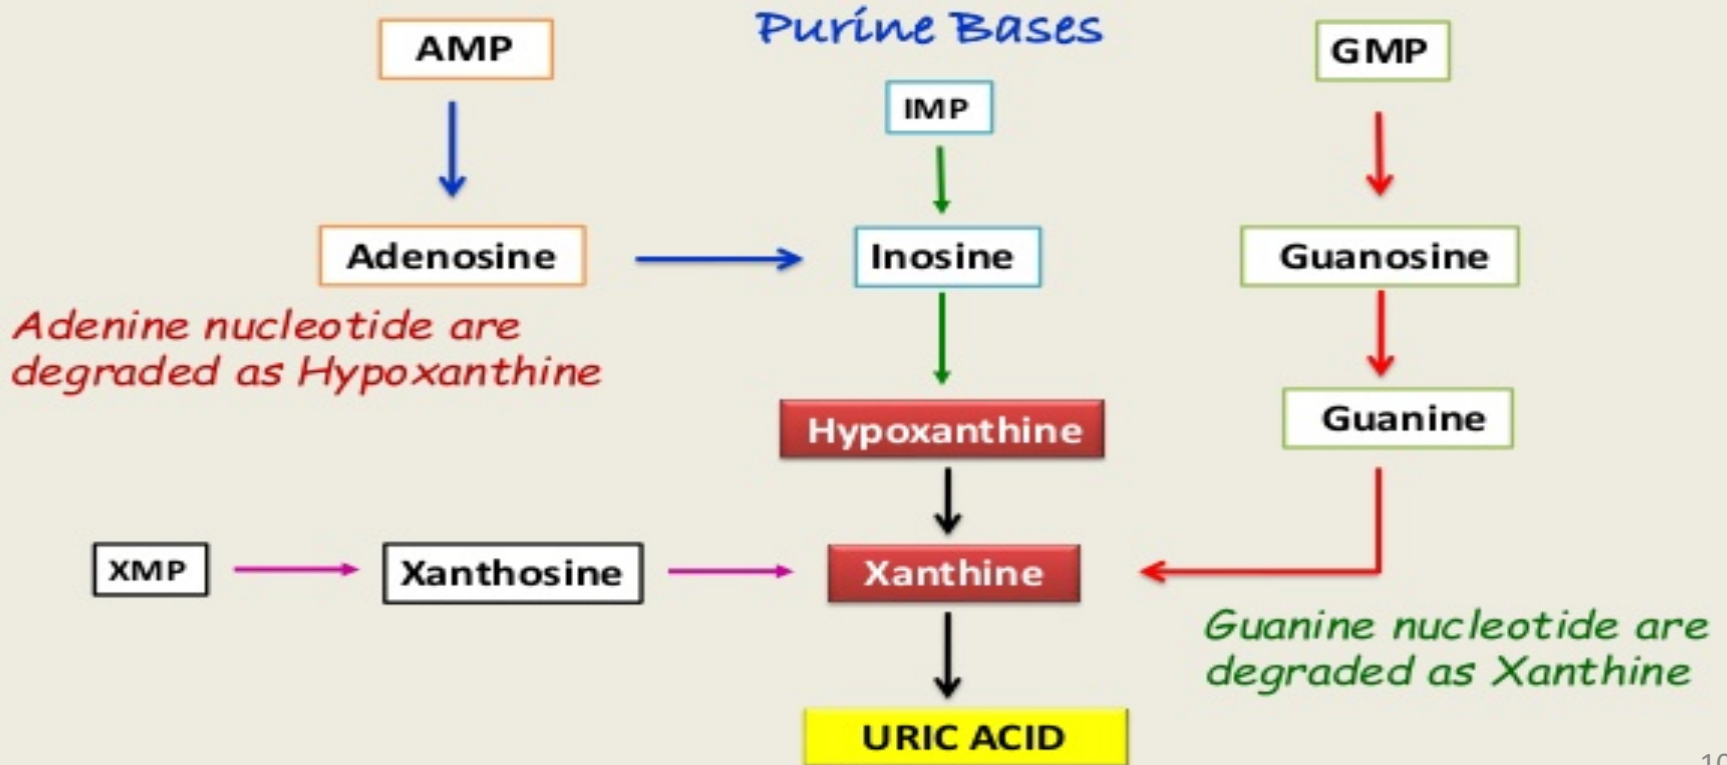 Purine Bases
AMP
GMP
IMP
Adenosine
Inosine
Guanosine
Adenine nucleotide are
degraded as Hypoxanthine
Guanine
Hypoxanthine
XMP
Xanthosine
Xanthine
Guanine nucleotide are
degraded as Xanthine
URIC ACID